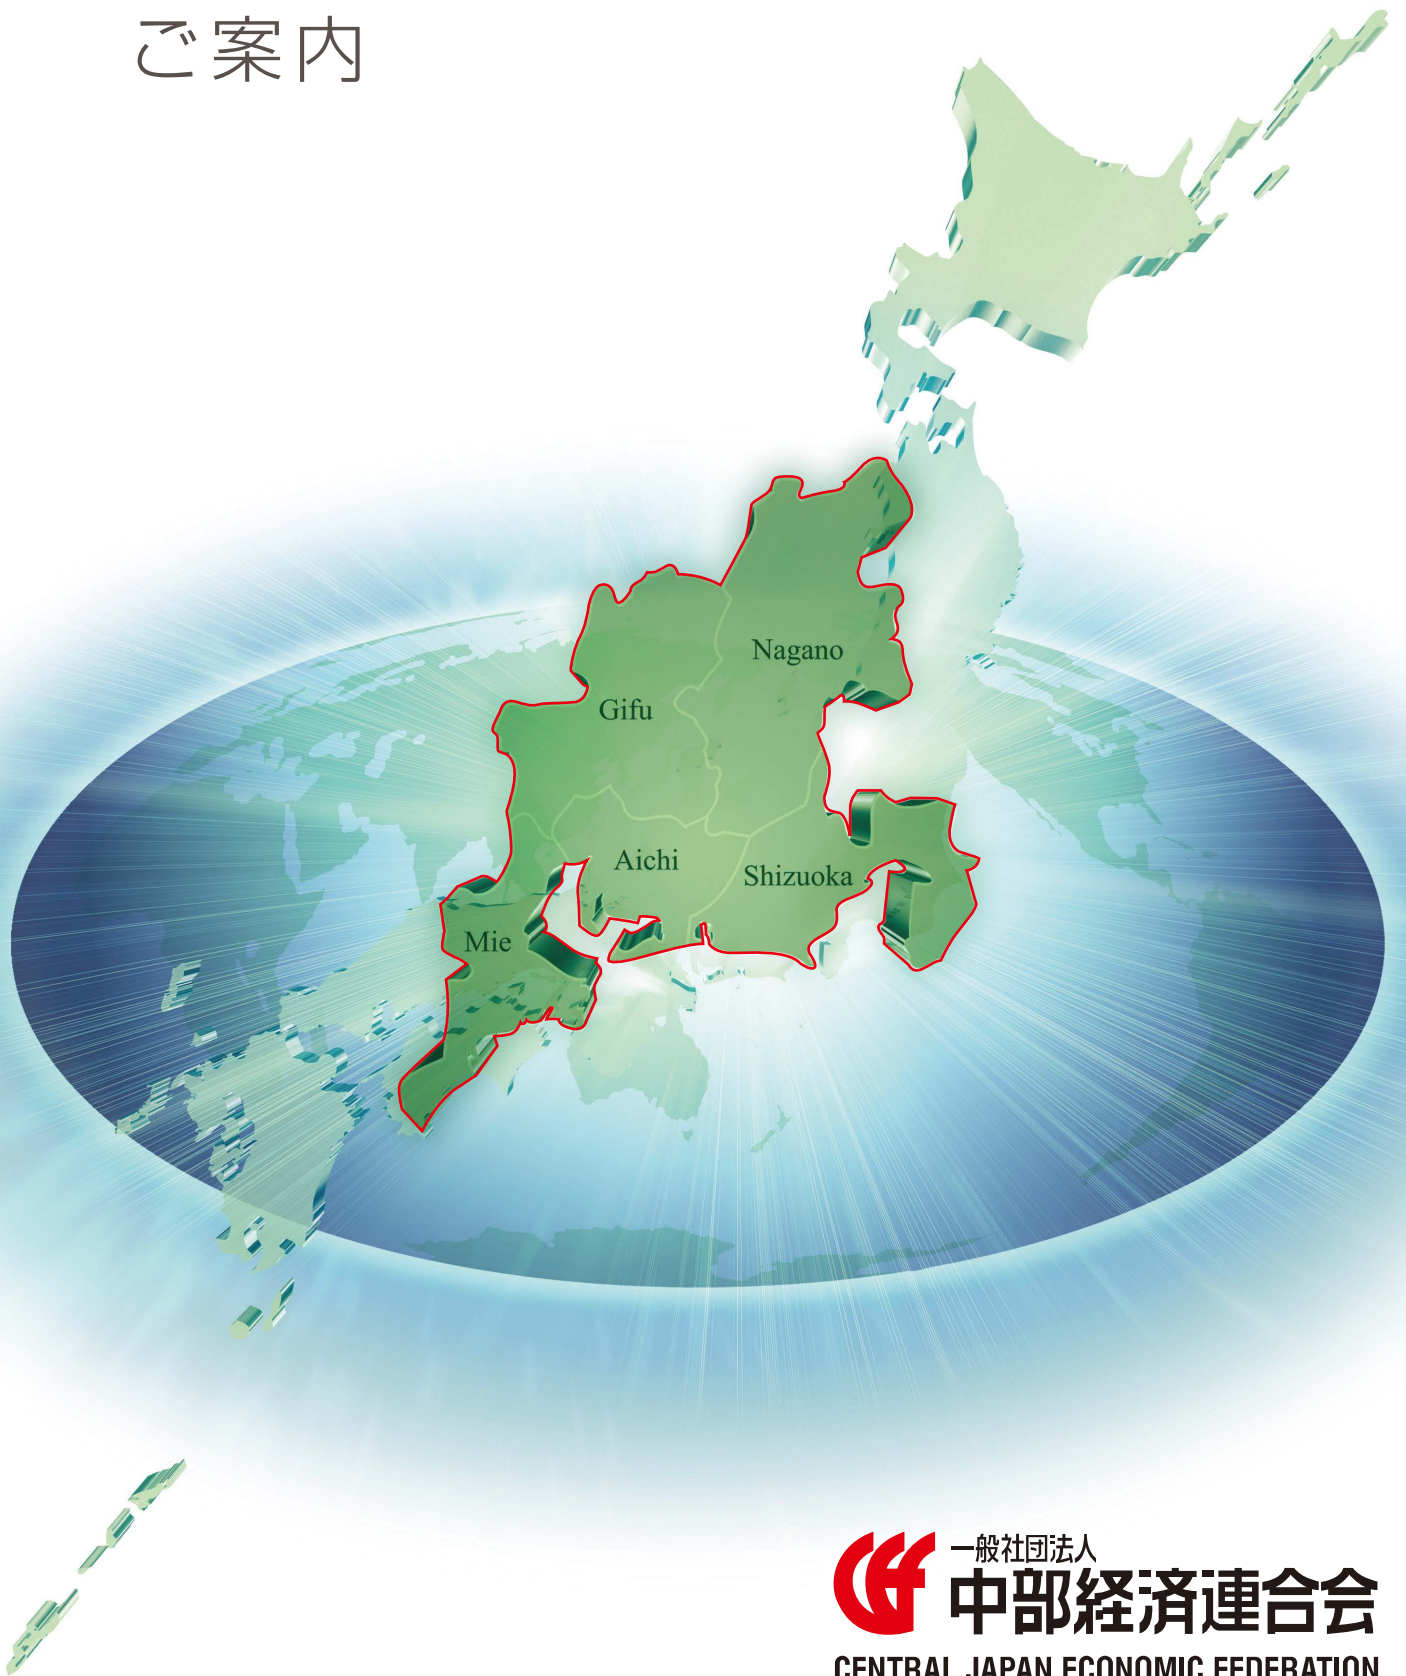 ご案内
Nagano
Gifu
Aichi
Shizuoka
Mie
一般社団法人
中部経済連合会
CENTRAL JAPAN ECONOMIC FEDERATION